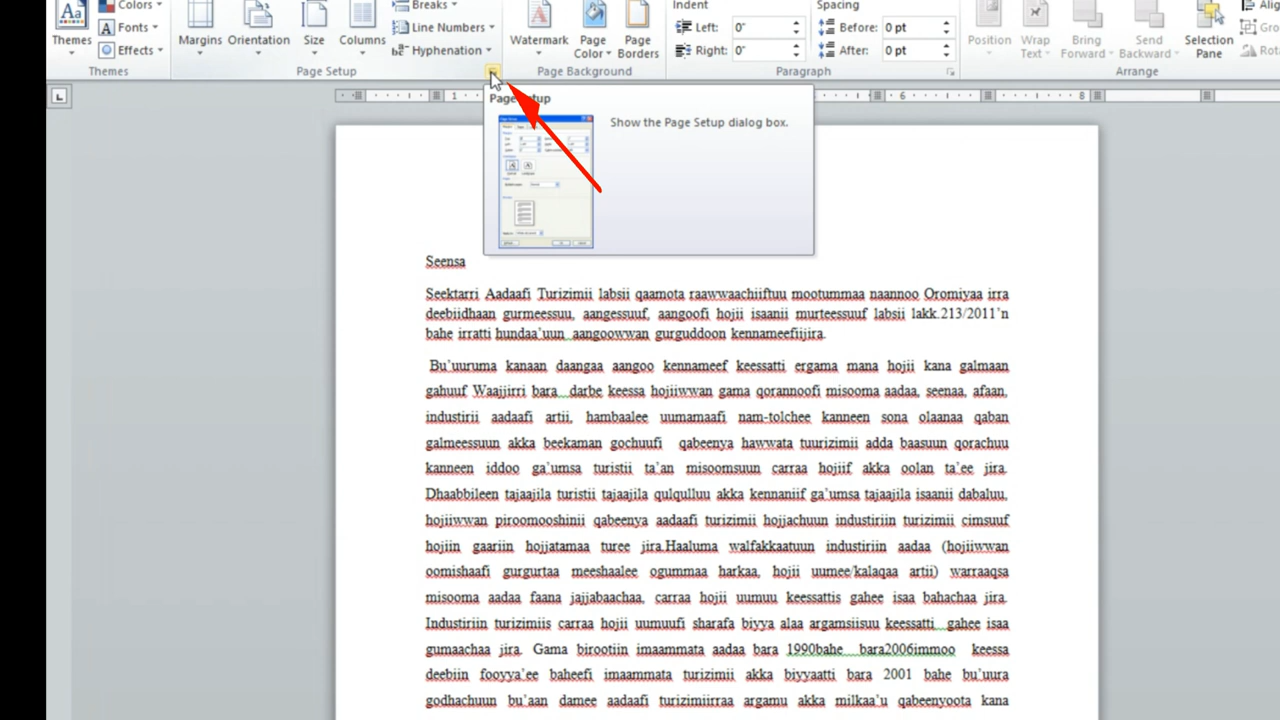 Colors
Breaks
Indent
Spacing
Aa
Fonts
Line Numbers
Left: 0"
Before: 0 pt
Themes
Effects
Margins Orientation Size Columns
Hyphenation
Watermark Page Color Page Borders
Right: 0"
After: 0 pt
Position Wrap Text Bring Forward Send Backward Selection Pane
Themes
Page Setup
Page Background
Paragraph
Arrange
1 6 8
Show the Page Setup dialog box.
Seensa
Seektarri Aadaafi Turizimii labsii qaamota raawwaachiiftuu mootummaa naannoo Oromiyaa irra
deebiidhaan gurmeessuu, aangessuuf, aangoofi hojii isaanii murteessuuf labsii lakk.213/2011’n
bahe irratti hundaa’uun aangoowwan gurguddoon kennameefiijira.
Bu’uuruma kanaan daangaa aangoo kennameef keessatti ergama mana hojii kana galmaan
gahuuf Waajjirri bara darbe keessa hojiiwwan gama qorannoofi misooma aadaa, seenaa, afaan,
industirii aadaafi artii, hambaalee uumamaafi nam-tolchee kanneen sona olaanaa qaban
galmeessuun akka beekaman gochuufi qabeenya hawwata tuurizimii adda baasuun qorachuu
kanneen iddoo ga’umsa turistii ta’an misoomsuun carraa hojiif akka oolan ta’ee jira.
Dhaabbileen tajaajila turistii tajaajila qulqulluu akka kennaniif ga’umsa tajaajila isaanii dabaluu,
hojiiwwan piroomooshinii qabeenya aadaafi turizimii hojjachuun industiriin turizimii cimsuuf
hojiin gaariin hojjatamaa turee jira.Haaluma walfakkaatuun industiriin aadaa (hojiiwwan
oomishaafi gurgurtaa meeshaalee ogummaa harkaa, hojii uumee/kalaqaa artii) warraaqsa
misooma aadaa faana jajjabaachaa, carraa hojii uumuu keessattis gahee isaa bahachaa jira.
Industiriin turizimiis carraa hojii uumuufi sharafa biyya alaa argamsiisuu keessatti gahee isaa
gumaachaa jira. Gama birootiin imaammata aadaa bara 1990bahe bara2006immoo keessa
deebiin fooyya’ee baheefi imaammata turizimii akka biyyaatti bara 2001 bahe bu’uura
godhachuun bu’aan damee aadaafi turizimiirraa argamu akka milkaa’u qabeenyoota kana